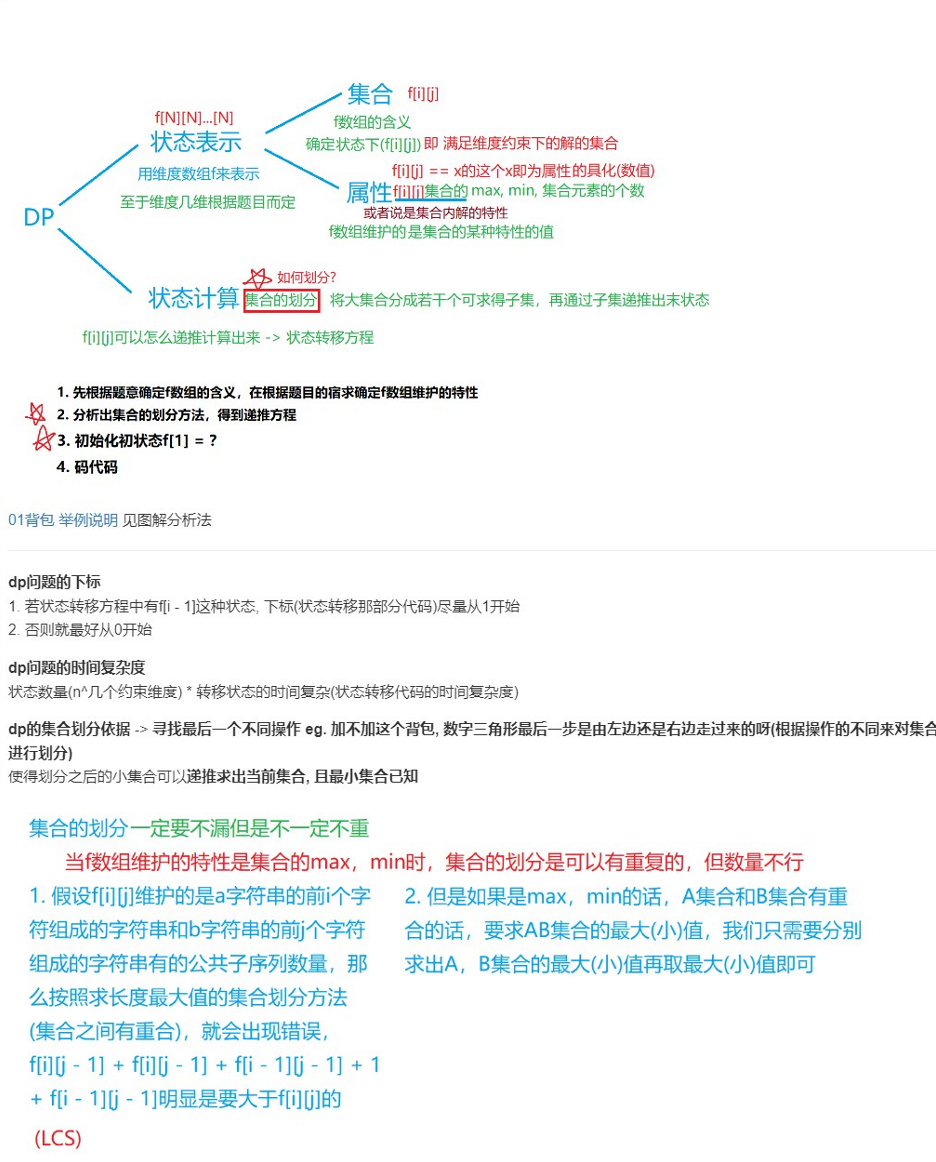 集合 f[i][j]
f[N][N]...[N]
状态表示
f数组的含义
确定状态下(f[i][j]) 即 满足维度约束下的解的集合
用维度数组f来表示
f[i][j] == x的这个x即为属性的具化(数值)
属性f[i][j]集合的 max, min, 集合元素的个数
至于维度几维根据题目而定
或者说是集合内解的特性
DP
f数组维护的是集合的某种特性的值
如何划分?
状态计算 集合的划分 将大集合分成若干个可求得子集，再通过子集递推出末状态
f[i][j]可以怎么递推计算出来 -> 状态转移方程
1. 先根据题意确定f数组的含义，在根据题目的宿求确定f数组维护的特性
2. 分析出集合的划分方法，得到递推方程
3. 初始化初状态f[1] = ?
4. 码代码
01背包 举例说明 见图解分析法
dp问题的下标
1. 若状态转移方程中有f[i - 1]这种状态, 下标(状态转移那部分代码)尽量从1开始
2. 否则就最好从0开始
dp问题的时间复杂度
状态数量(n^几个约束维度) * 转移状态的时间复杂(状态转移代码的时间复杂度)
dp的集合划分依据 -> 寻找最后一个不同操作 eg. 加不加这个背包, 数字三角形最后一步是由左边还是右边走过来的呀(根据操作的不同来对集合
进行划分)
使得划分之后的小集合可以递推求出当前集合, 且最小集合已知
集合的划分一定要不漏但是不一定不重
当f数组维护的特性是集合的max，min时，集合的划分是可以有重复的，但数量不行
1. 假设f[i][j]维护的是a字符串的前i个字
符组成的字符串和b字符串的前j个字符
组成的字符串有的公共子序列数量，那
么按照求长度最大值的集合划分方法
(集合之间有重合)，就会出现错误，
f[i][j - 1] + f[i][j - 1] + f[i - 1][j - 1] + 1
+ f[i - 1][j - 1]明显是要大于f[i][j]的
(LCS)
2. 但是如果是max，min的话，A集合和B集合有重
合的话，要求AB集合的最大(小)值，我们只需要分别
求出A，B集合的最大(小)值再取最大(小)值即可